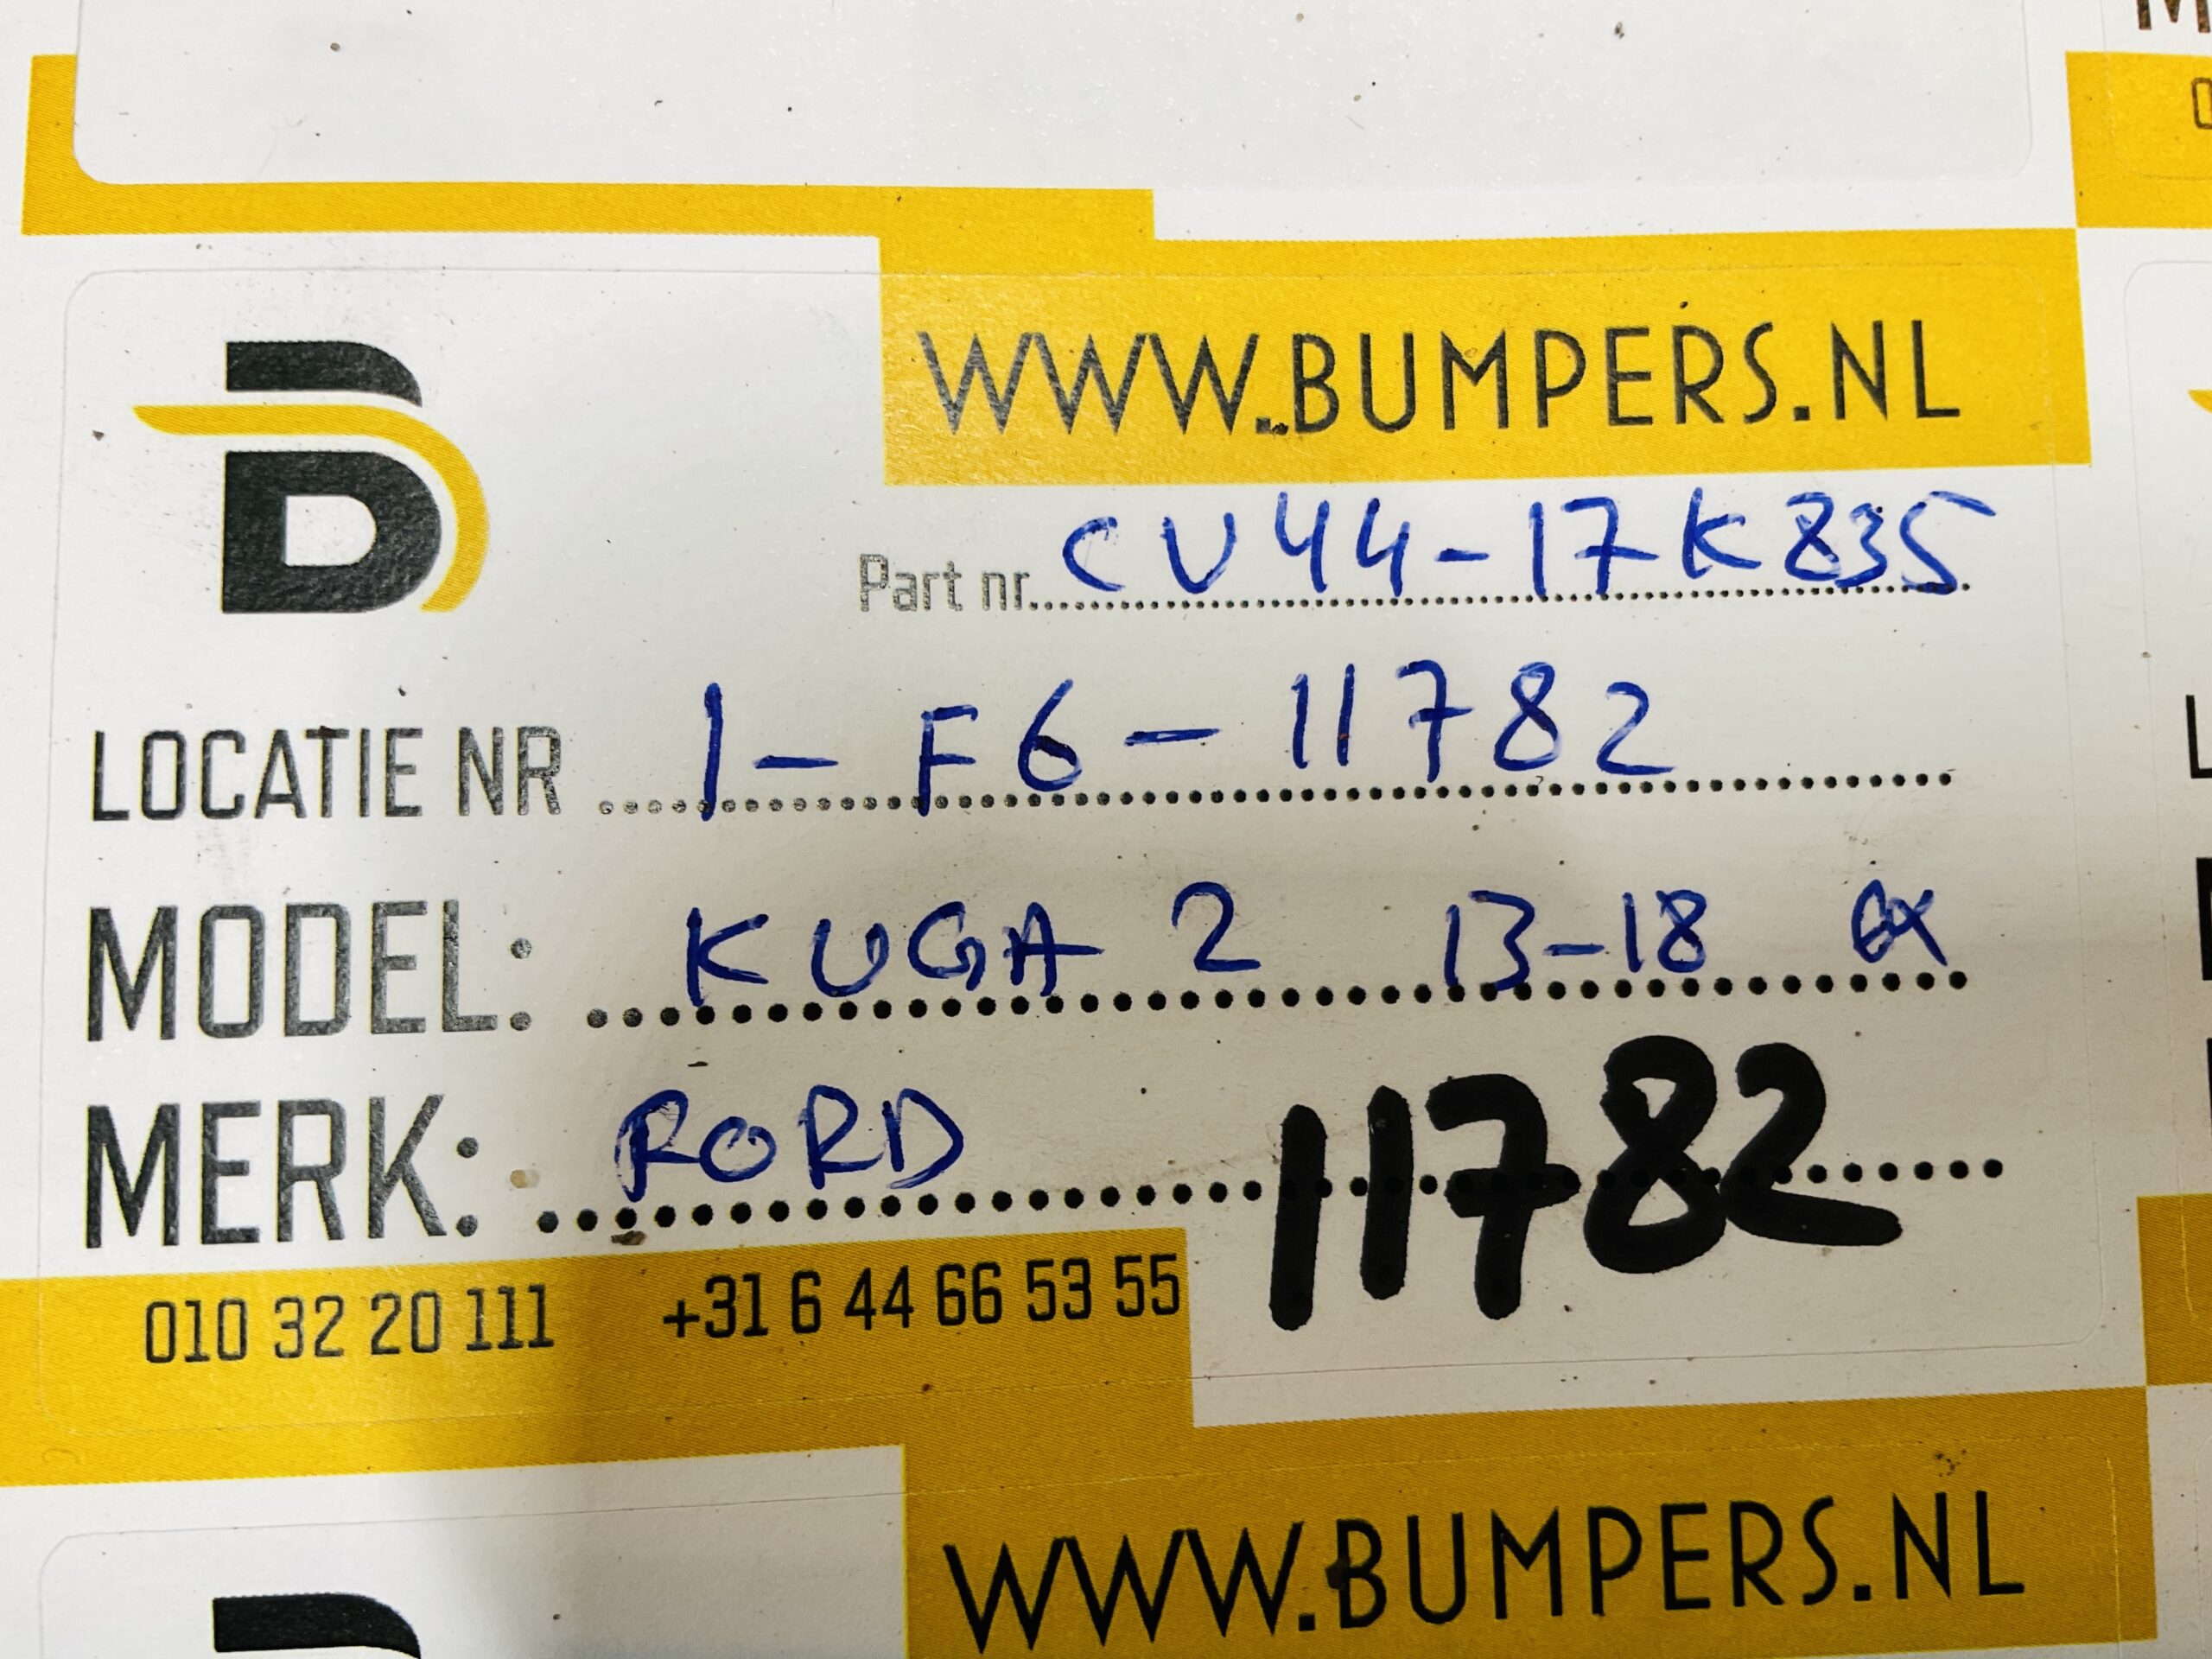 WWW.BUMPERS.NL
Part nr. CV44-17K835
LOCATIE NR 1-F6-11782
MODEL: KUGA 2 13-18
MERK: FORD 11782
010 32 20 111 +31 6 44 66 53 55
WWW.BUMPERS.NL